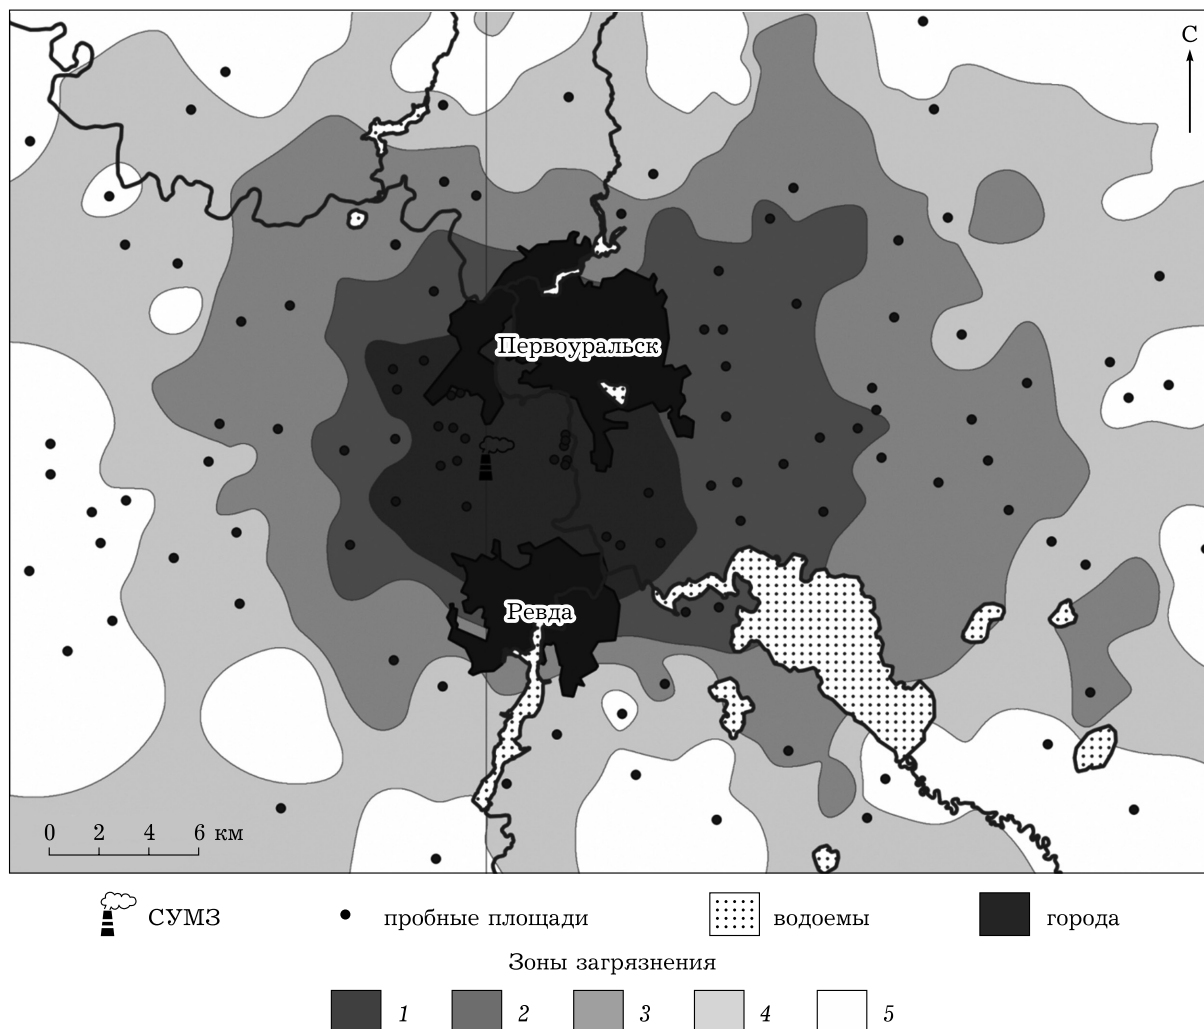 С
Первоуральск
Ревда
0 2 4 6 км
СУМЗ
пробные площади
водоемы
города
Зоны загрязнения
1 2 3 4 5